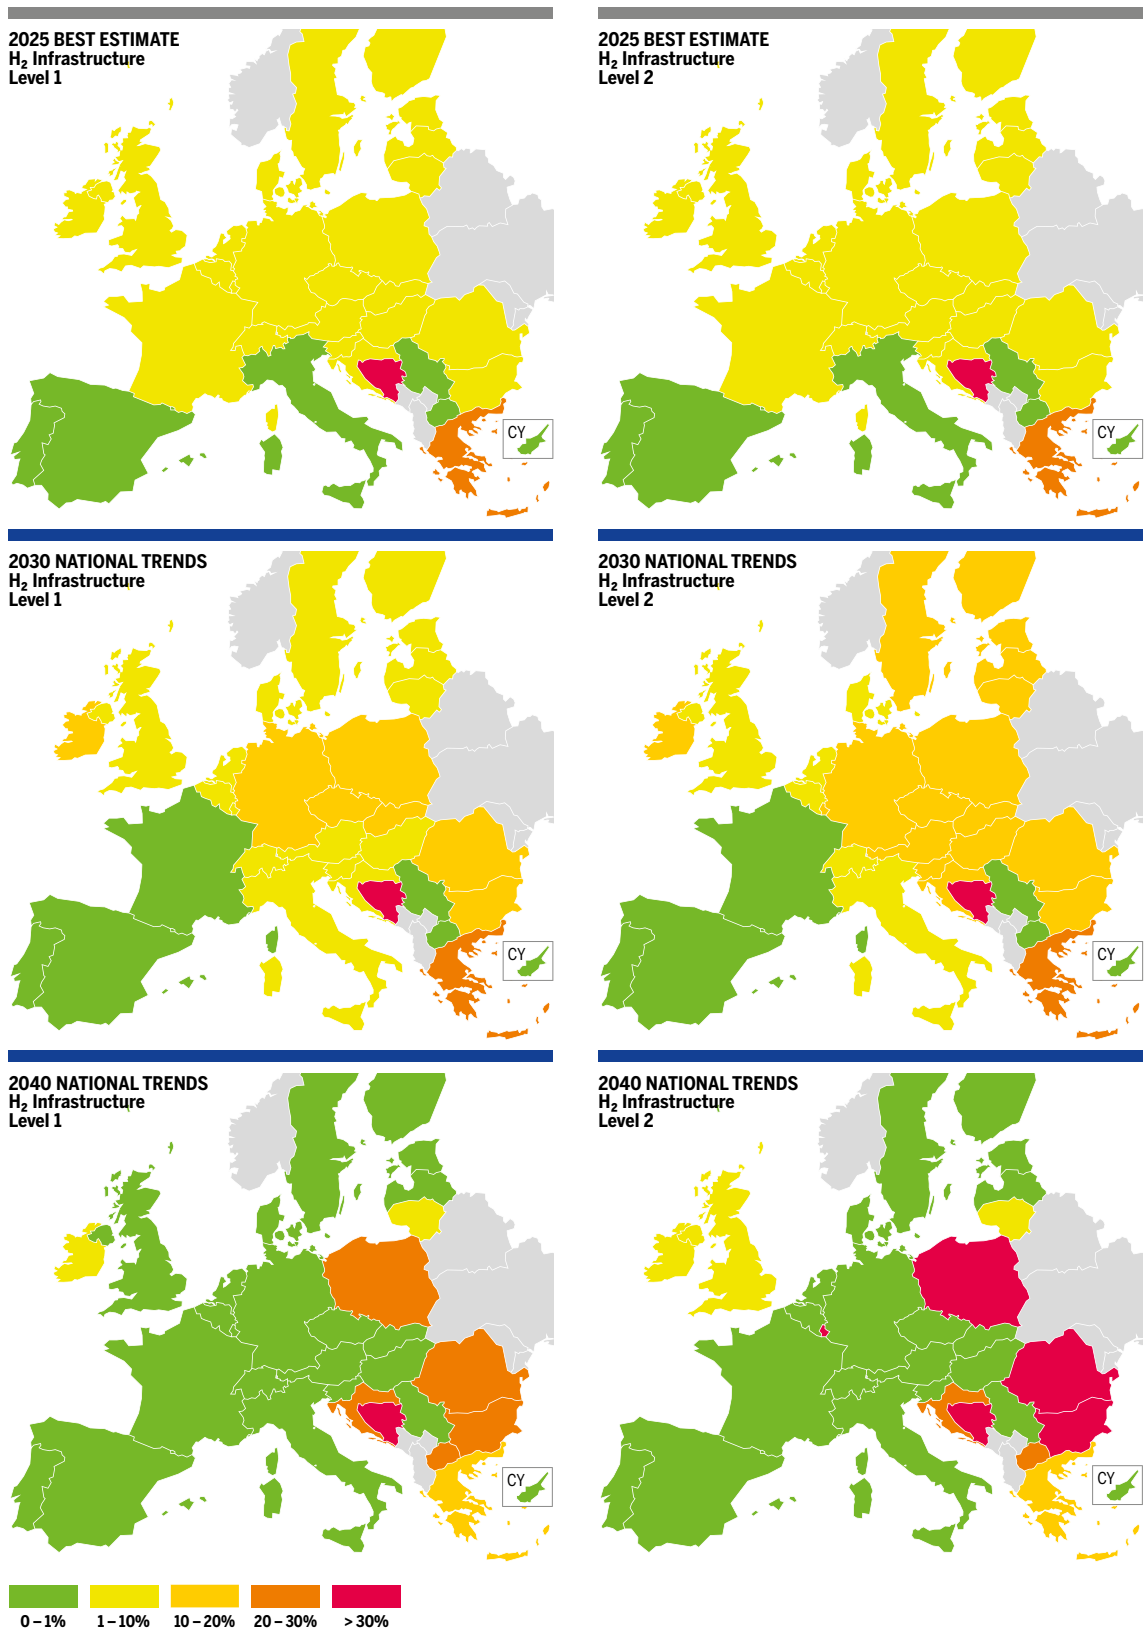 2025 BEST ESTIMATE
H₂ Infrastructure
Level 1
CY
2025 BEST ESTIMATE
H₂ Infrastructure
Level 2
CY
2030 NATIONAL TRENDS
H₂ Infrastructure
Level 1
CY
2030 NATIONAL TRENDS
H₂ Infrastructure
Level 2
CY
2040 NATIONAL TRENDS
H₂ Infrastructure
Level 1
CY
2040 NATIONAL TRENDS
H₂ Infrastructure
Level 2
CY
0 – 1% 1 – 10% 10 – 20% 20 – 30% > 30%